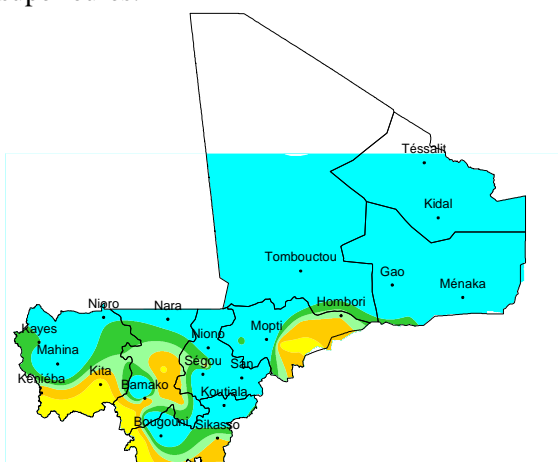 Téssalit
Kidal
Tombouctou
Gao
Ménaka
Hombori
Nioro
Nara
Kayes
Niono
Mopti
Mahina
Ségou
San
Kéniéba
Kita
Bamako
Koutiala
Bougouni
Sikasso